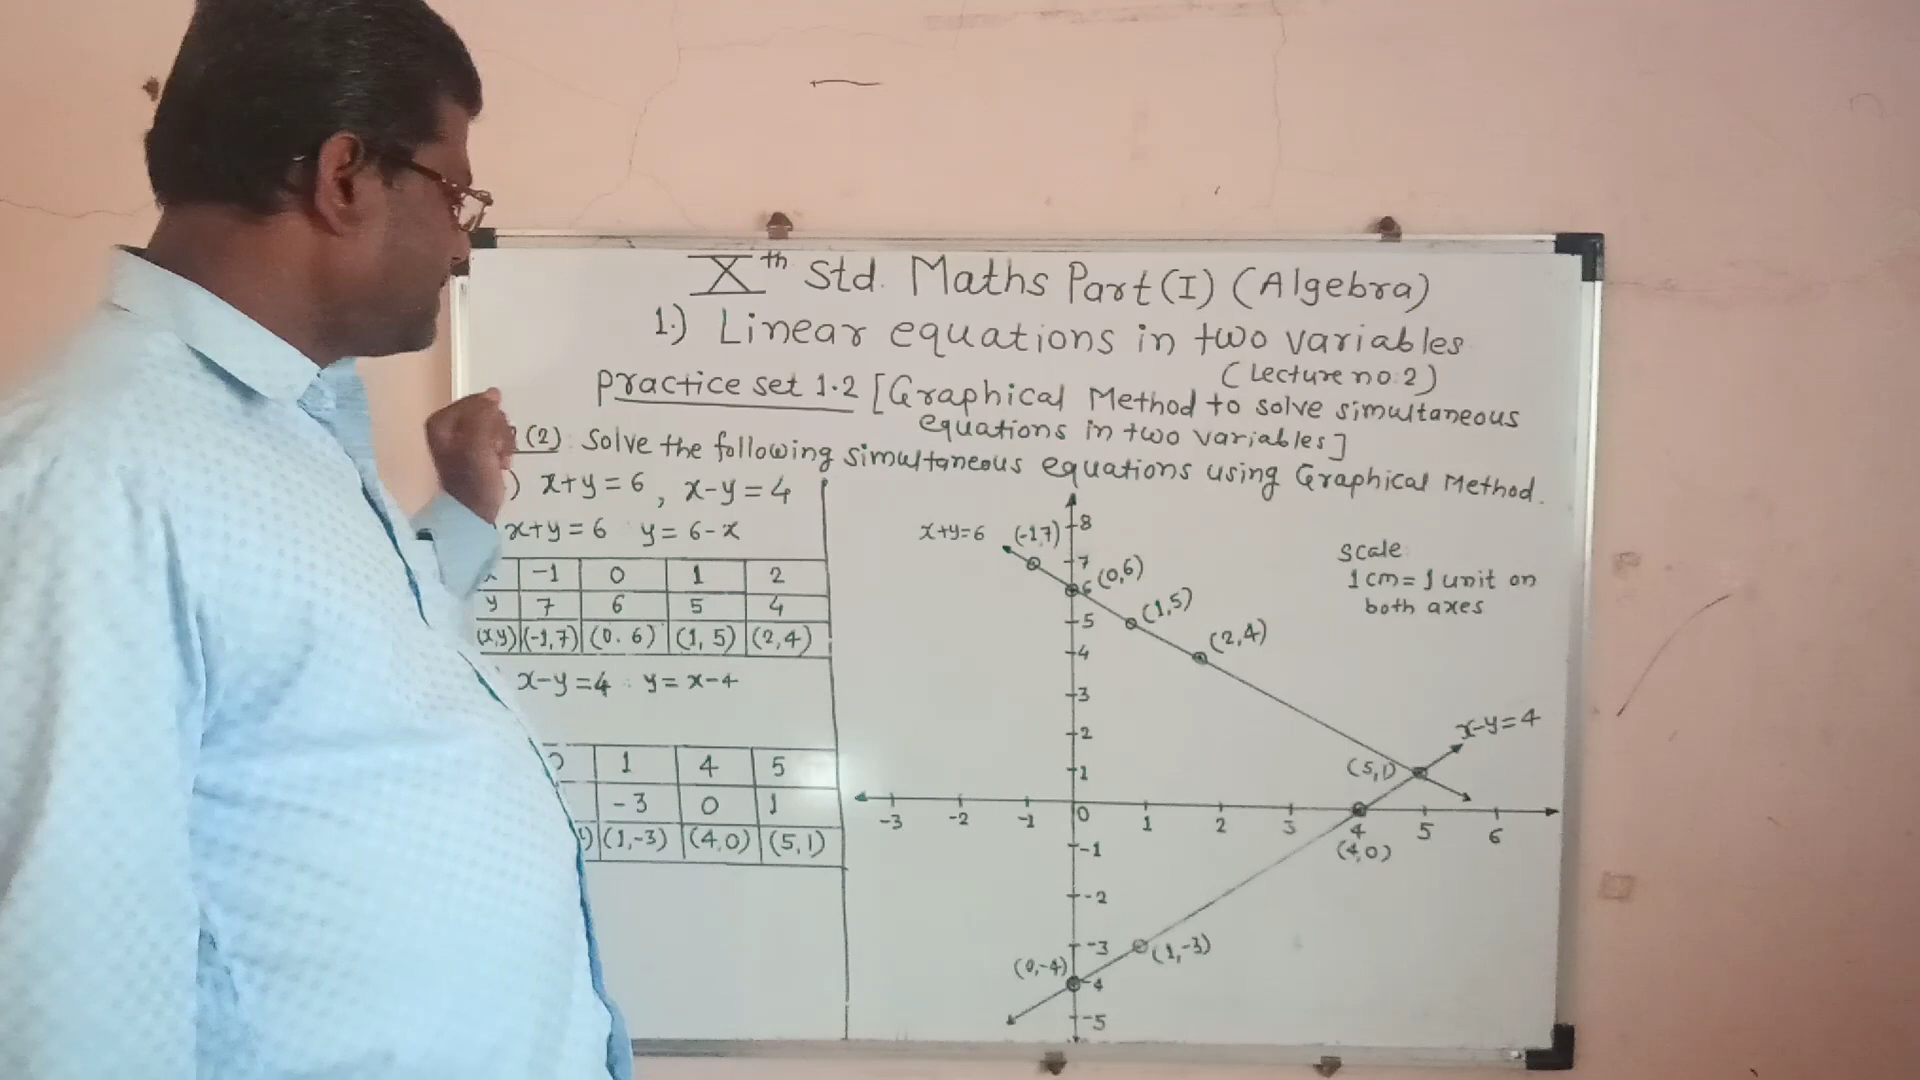 Xth Std. Maths Part (I) (Algebra)
1.) Linear equations in two variables
(Lecture no. 2)
Practice set 1.2 [Graphical Method to solve simultaneous
equations in two variables]
(2) Solve the following simultaneous equations using Graphical Method.
) x+y=6, x-y=4
x+y=6 y=6-x
x -1 0 1 2
y 7 6 5 4
(x,y) (-1,7) (0.6) (1,5) (2,4)
x-y=4 y=x-4
1 4 5
-3 0 1
(1,-3) (4,0) (5,1)
x+y=6 (-1,7) 8
7
6 (0,6)
5 (1,5)
4 (2,4)
3
2
1
(5,1) x-y=4
-3 -2 -1 0 1 2 3 4 5 6
(4,0)
-1
-2
-3 (1,-3)
(0,-4) -4
-5
Scale
1 cm = 1 unit on
both axes